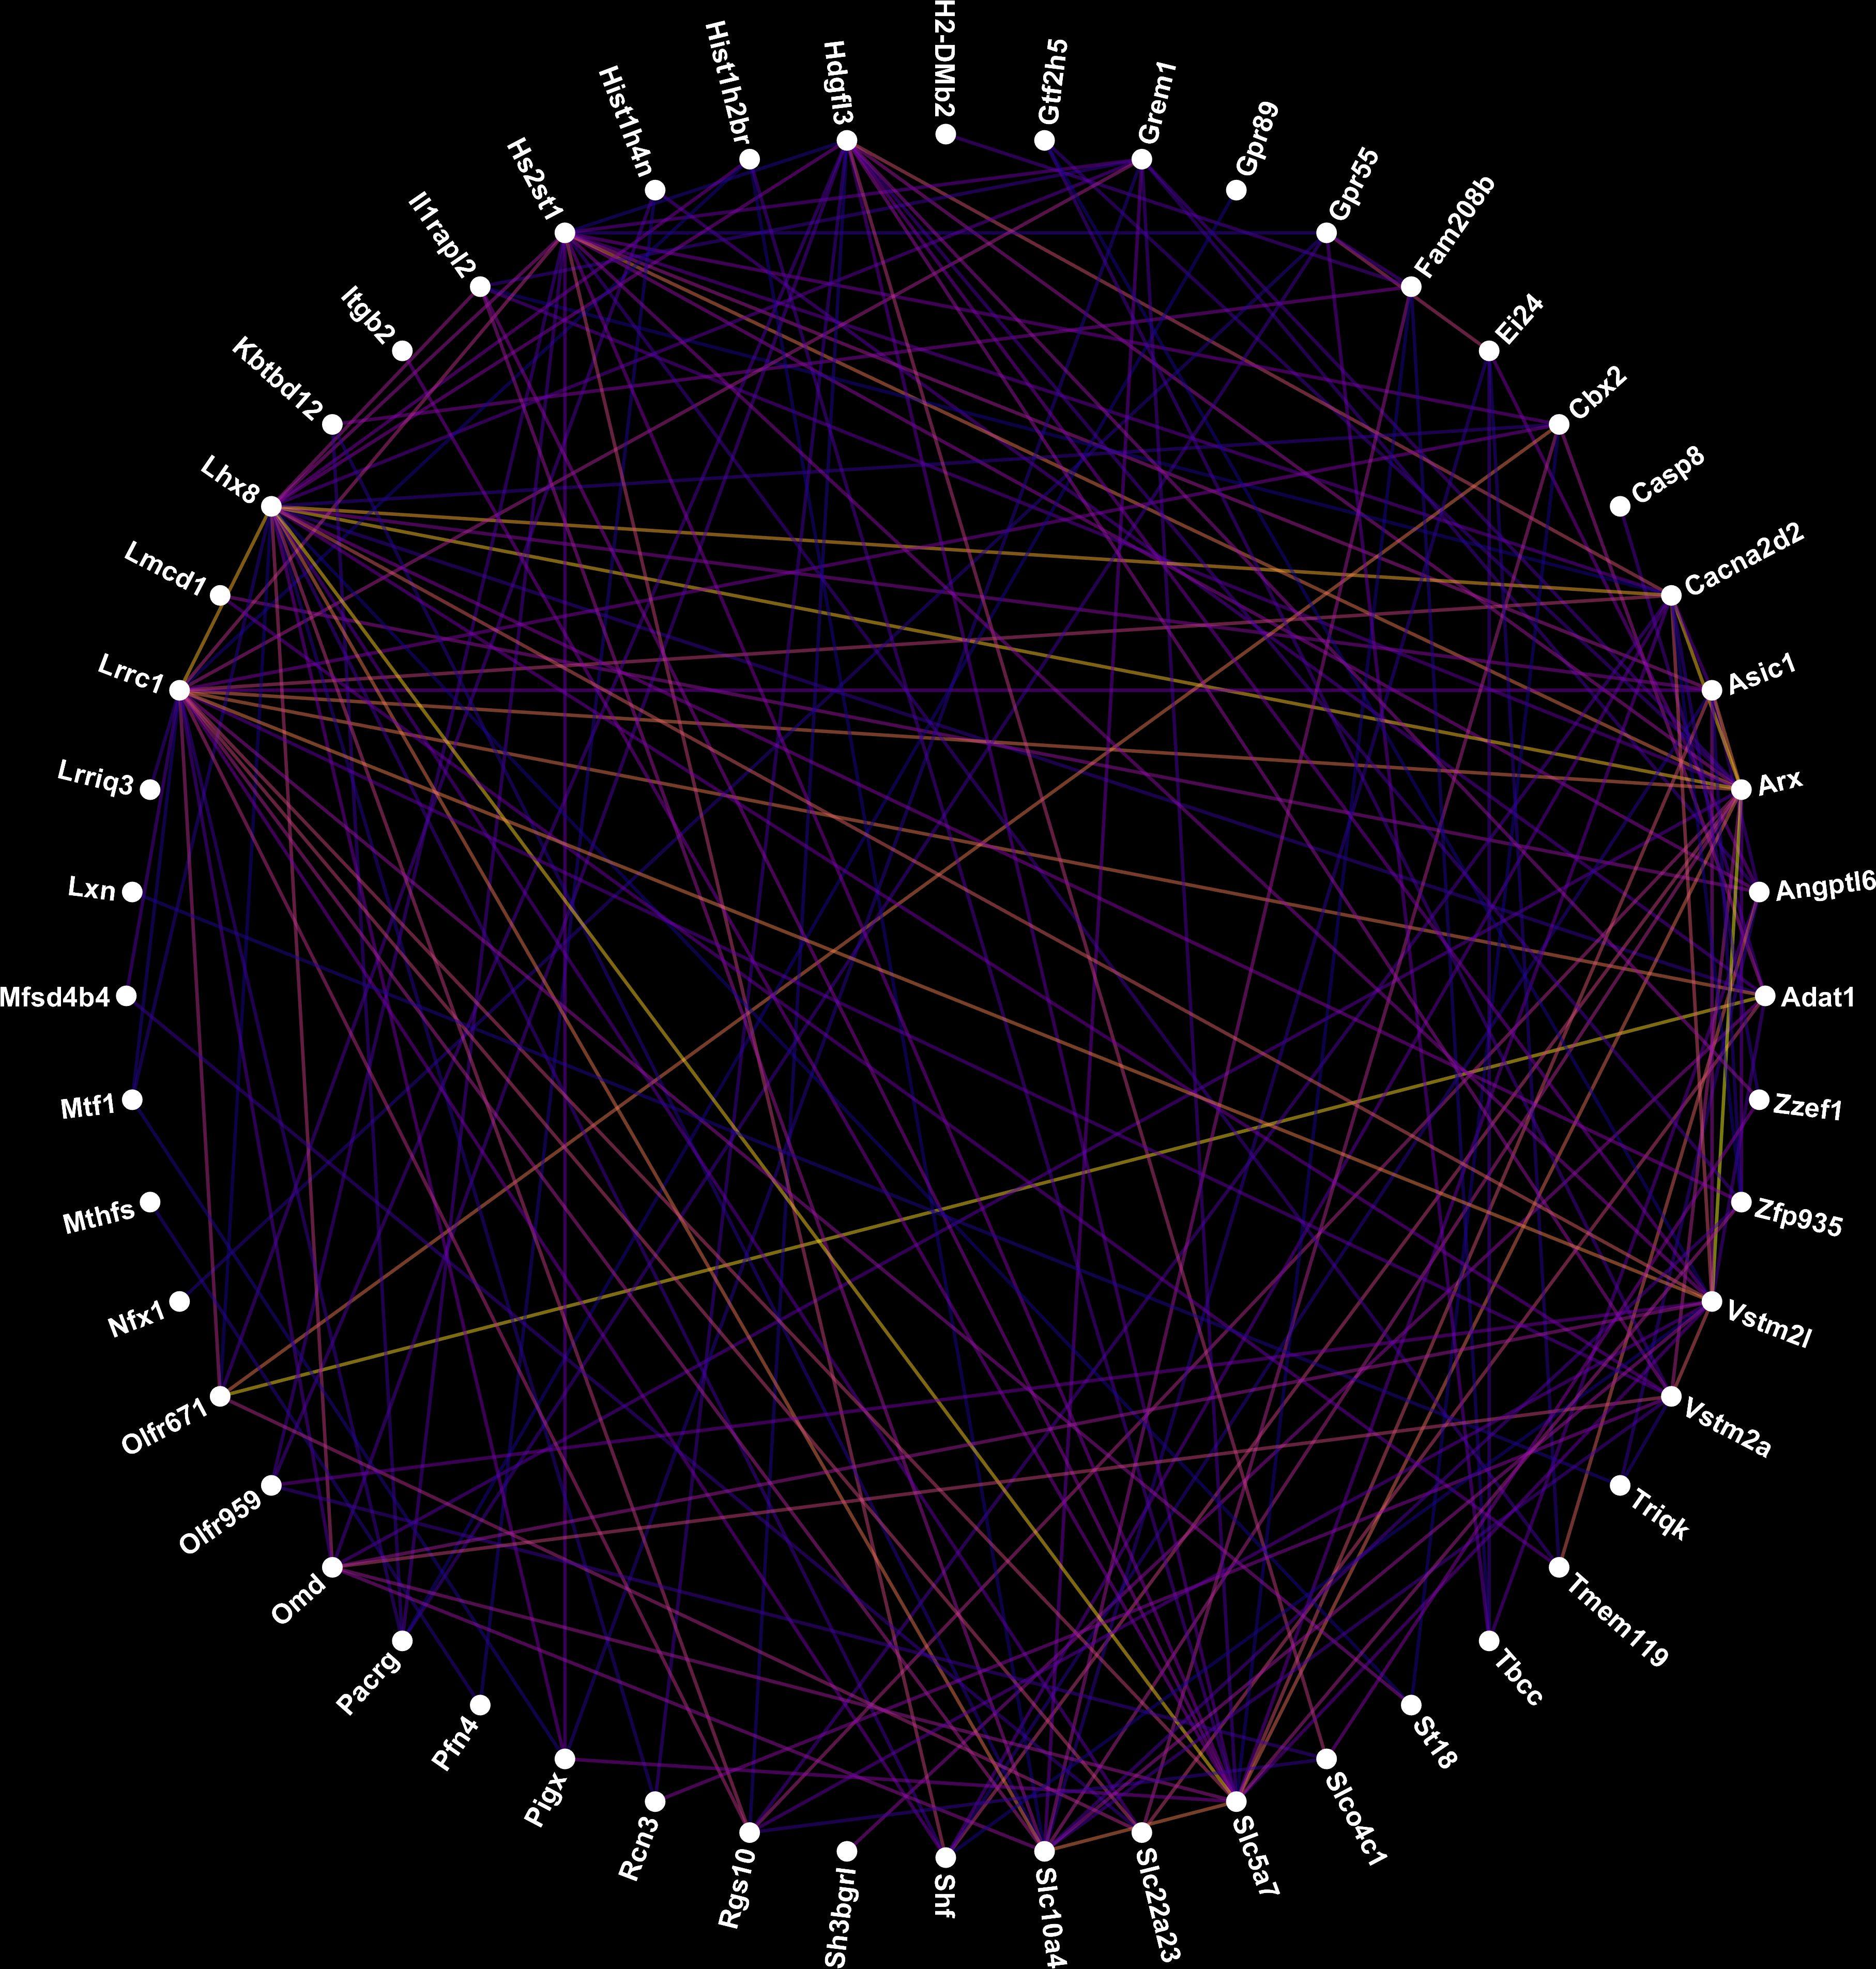 H2-DMb2
Gtf2h5
Grem1
Gpr89
Gpr55
Fam208b
Ei24
Cbx2
Casp8
Cacna2d2
Asic1
Arx
Angptl6
Adat1
Zzef1
Zfp935
Vstm2l
Vstm2a
Triqk
Tmem119
Tbcc
St18
Slco4c1
Slc5a7
Slc22a23
Slc10a4
Shf
Sh3bgrl
Rgs10
Rcn3
Pigx
Pfn4
Pacrg
Omd
Olfr959
Olfr671
Nfx1
Mthfs
Mtf1
Mfsd4b4
Lxn
Lrriq3
Lrrc1
Lmcd1
Lhx8
Kbtbd12
Itgb2
Il1rapl2
Hs2st1
Hist1h4n
Hist1h2br
Hdgfl3